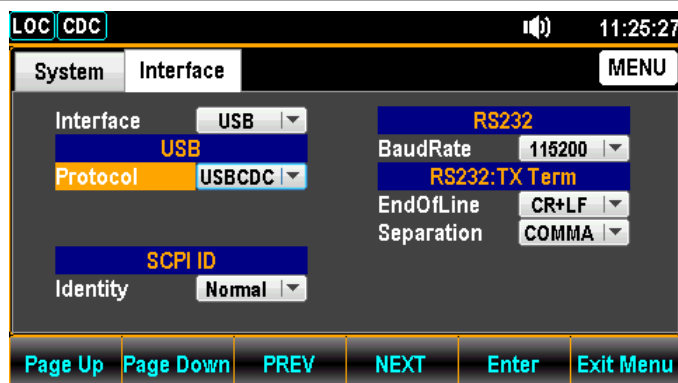 LOC CDC 11:25:27
System Interface MENU
Interface USB
USB
Protocol USBCDC
SCPI ID
Identity Normal
RS232
BaudRate 115200
RS232:TX Term
EndOfLine CR+LF
Separation COMMA
Page Up Page Down PREV NEXT Enter Exit Menu